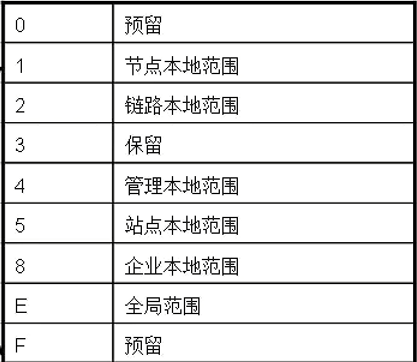 0 预留
1 节点本地范围
2 链路本地范围
3 保留
4 管理本地范围
5 站点本地范围
8 企业本地范围
E 全局范围
F 预留